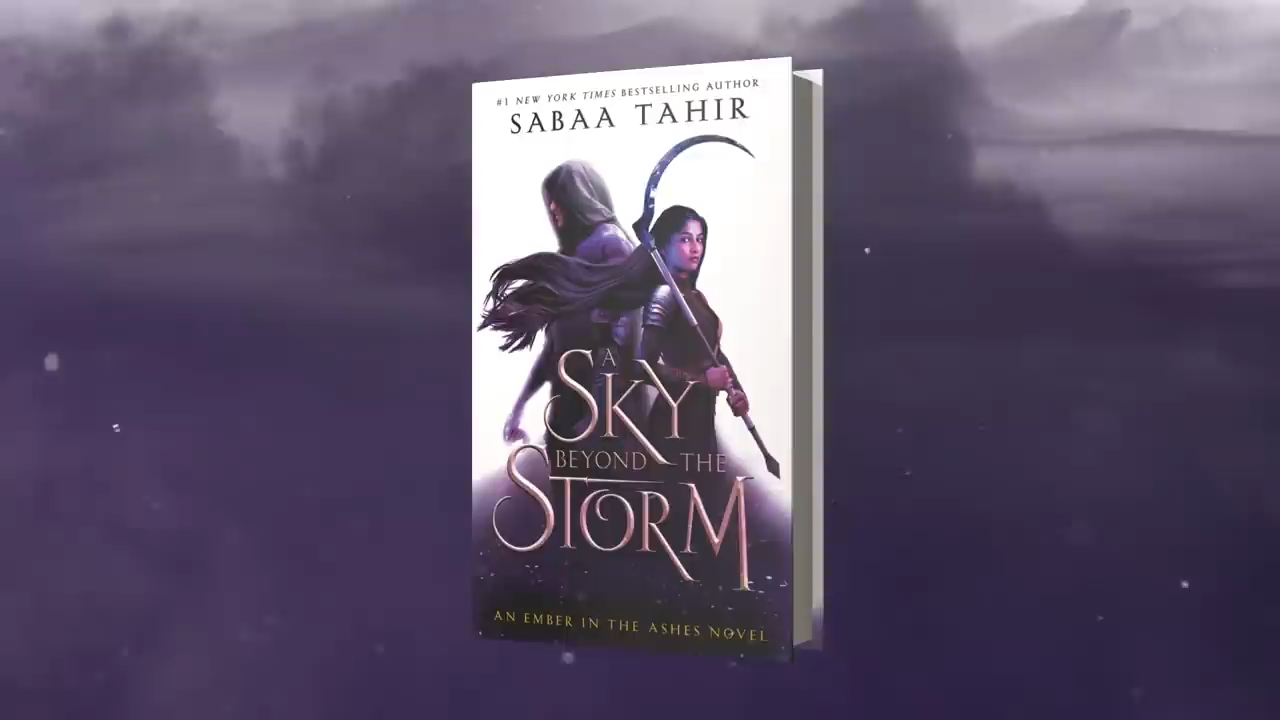 #1 NEW YORK TIMES BESTSELLING AUTHOR
SABAA TAHIR
A
SKY
BEYOND THE
STORM
AN EMBER IN THE ASHES NOVEL